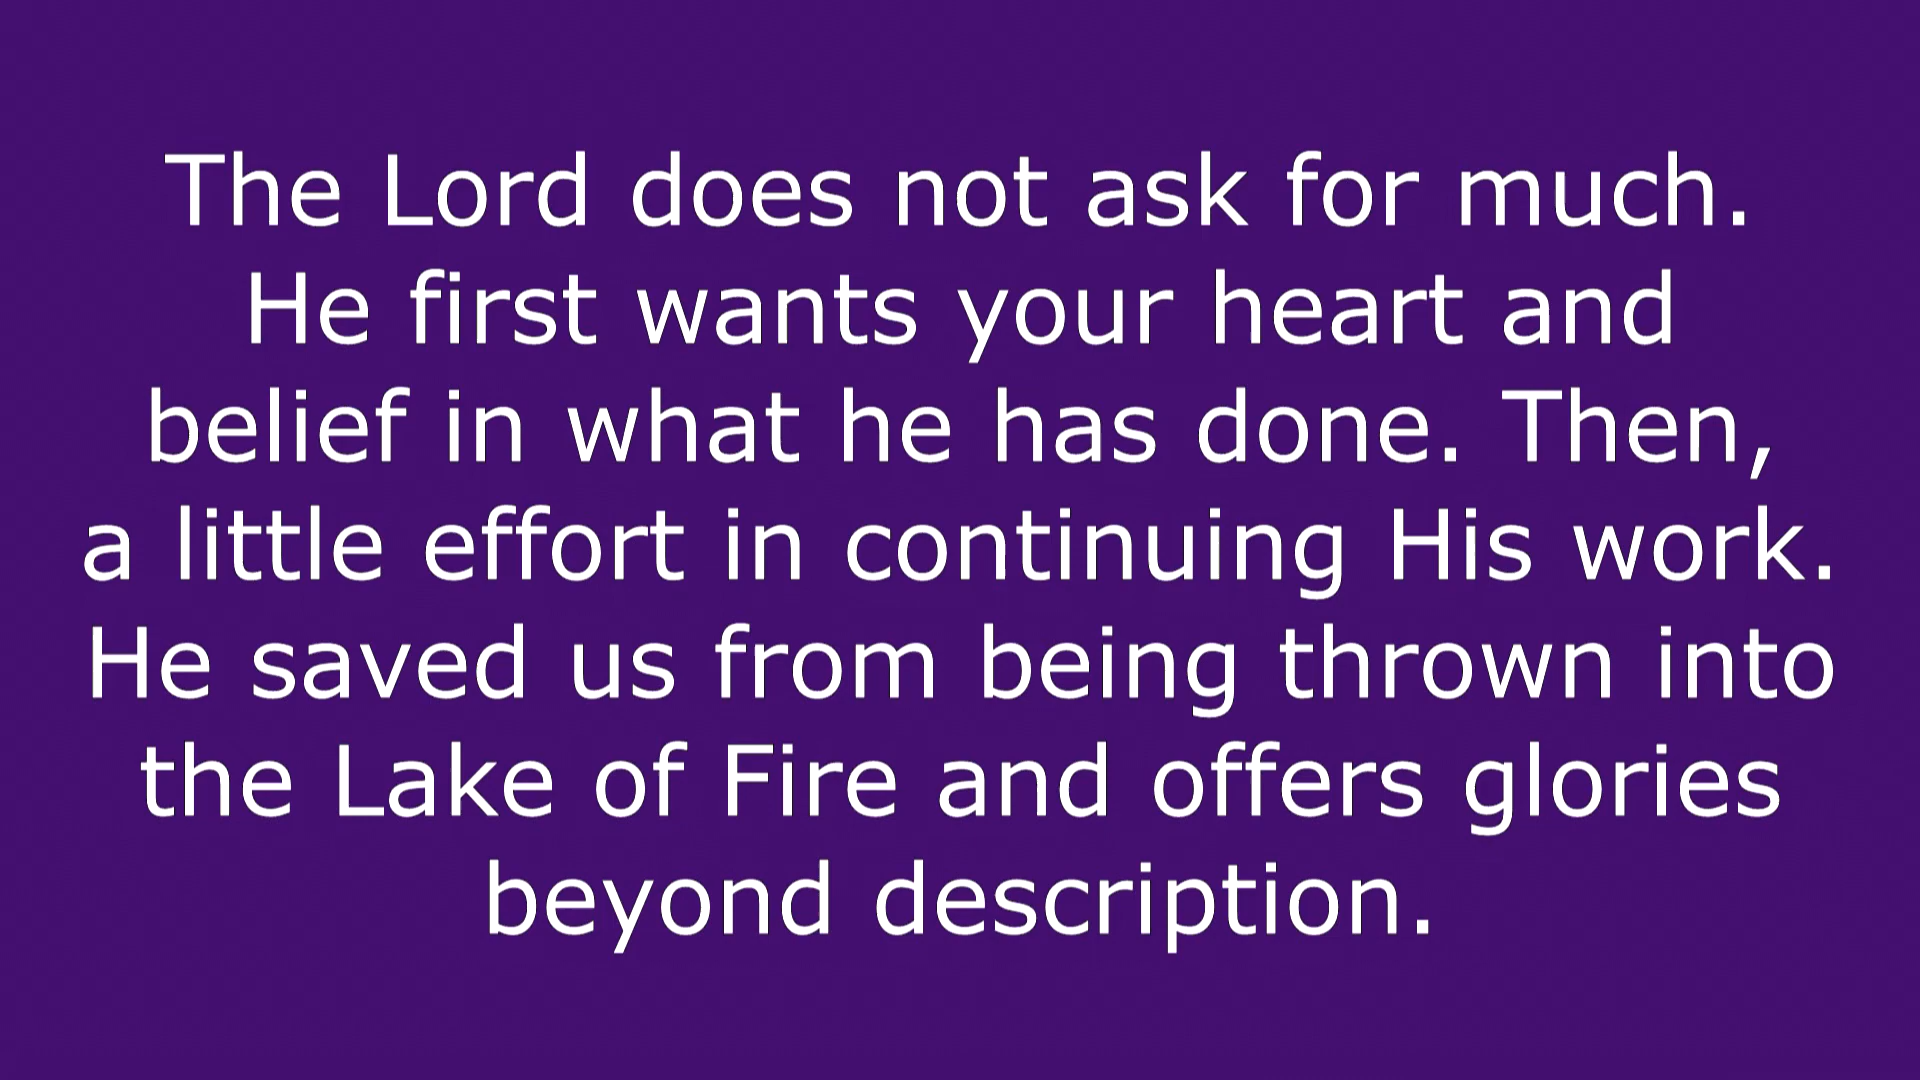 The Lord does not ask for much.
He first wants your heart and
belief in what he has done. Then,
a little effort in continuing His work.
He saved us from being thrown into
the Lake of Fire and offers glories
beyond description.